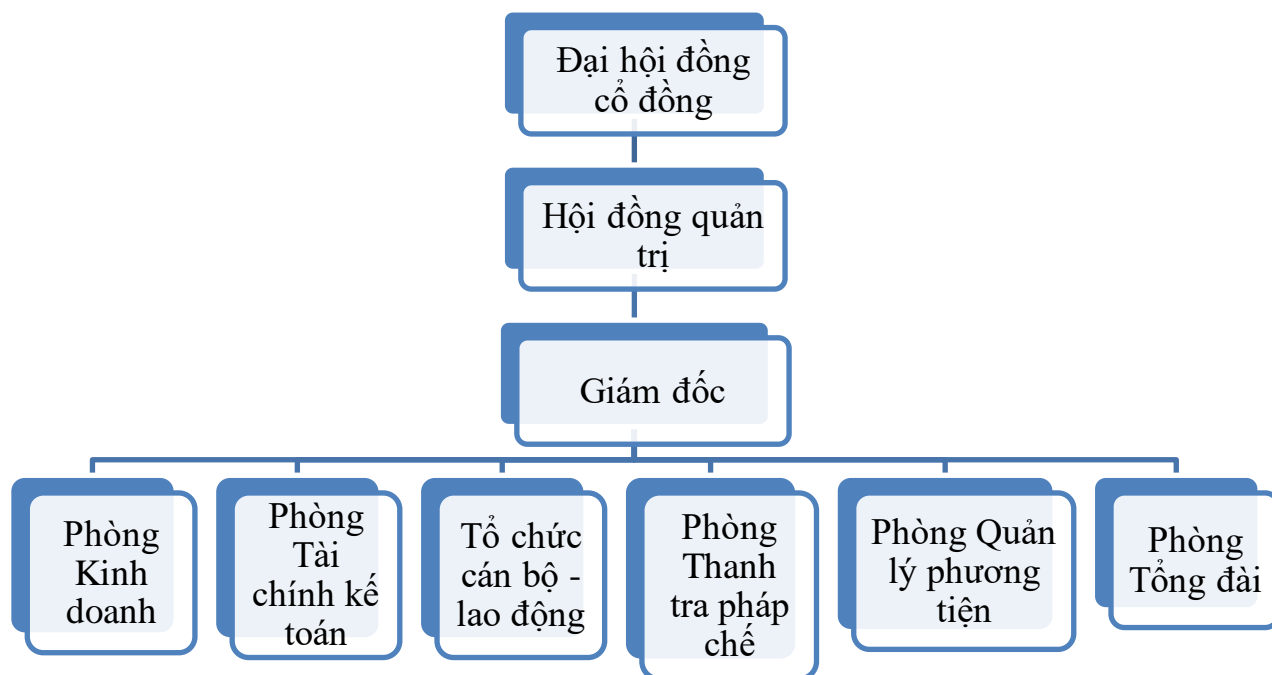 Đại hội đồng
cổ đồng
Hội đồng quản
trị
Giám đốc
Phòng
Kinh
doanh
Phòng
Tài
chính kế
toán
Tổ chức
cán bộ -
lao động
Phòng
Thanh
tra pháp
chế
Phòng Quản
lý phương
tiện
Phòng
Tổng đài